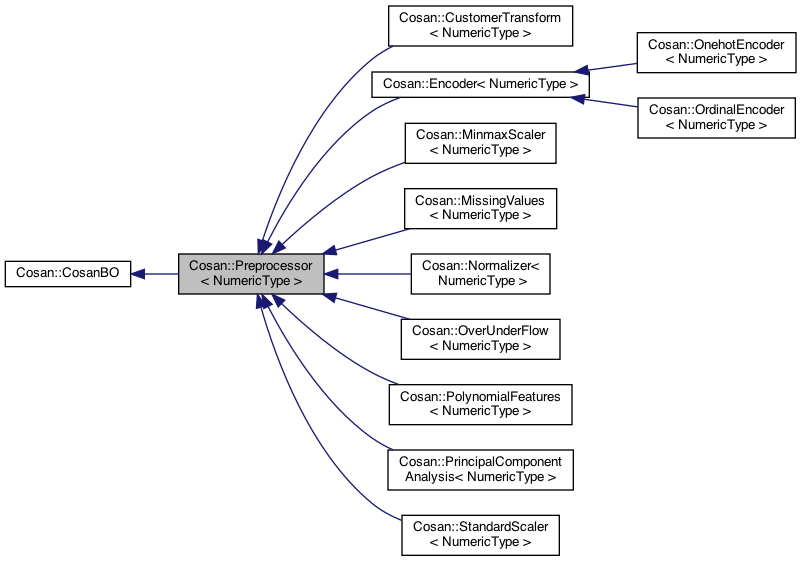 Cosan::CustomerTransform
< NumericType >
Cosan::Encoder< NumericType >
Cosan::OnehotEncoder
< NumericType >
Cosan::OrdinalEncoder
< NumericType >
Cosan::MinmaxScaler
< NumericType >
Cosan::MissingValues
< NumericType >
Cosan::CosanBO
Cosan::Preprocessor
< NumericType >
Cosan::Normalizer<
NumericType >
Cosan::OverUnderFlow
< NumericType >
Cosan::PolynomialFeatures
< NumericType >
Cosan::PrincipalComponent
Analysis< NumericType >
Cosan::StandardScaler
< NumericType >